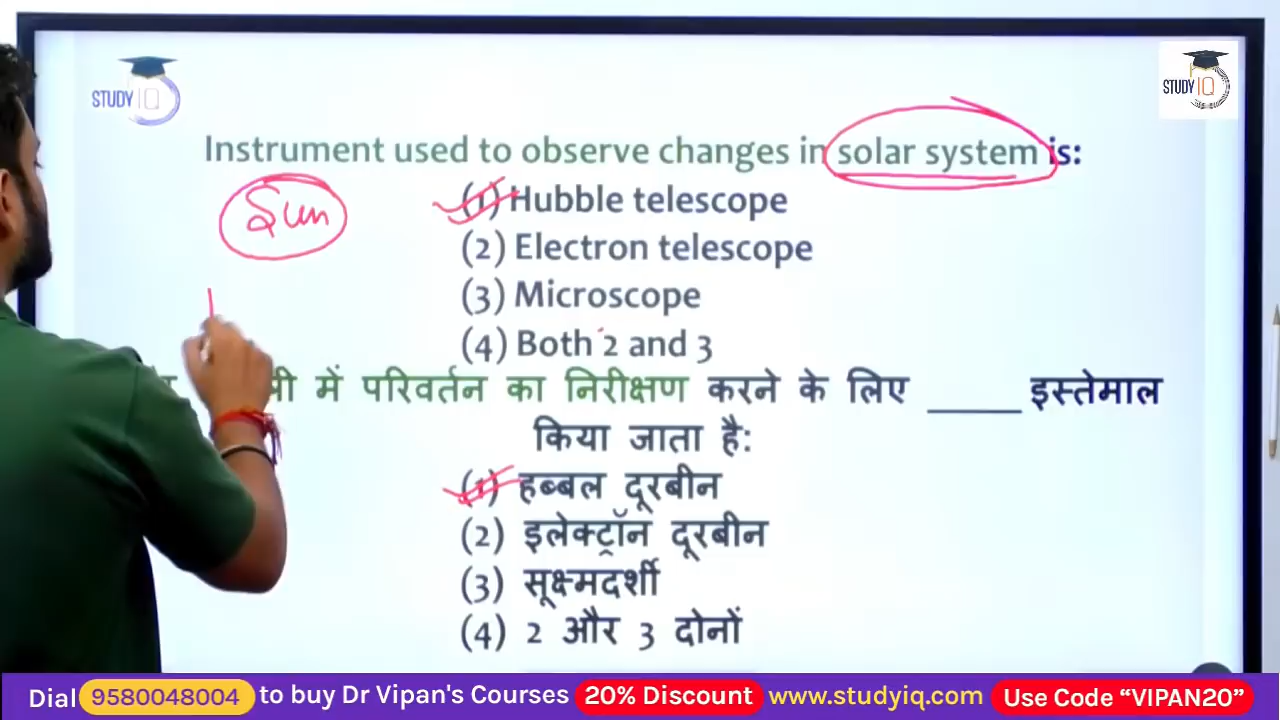 STUDY IQ
STUDY IQ
Instrument used to observe changes in solar system is:
Sun
(1) Hubble telescope
(2) Electron telescope
(3) Microscope
(4) Both 2 and 3
में परिवर्तन का निरीक्षण करने के लिए ______ इस्तेमाल
किया जाता है:
(1) हब्बल दूरबीन
(2) इलेक्ट्रॉन दूरबीन
(3) सूक्ष्मदर्शी
(4) 2 और 3 दोनों
Dial 9580048004 to buy Dr Vipan's Courses 20% Discount www.studyiq.com Use Code “VIPAN20”